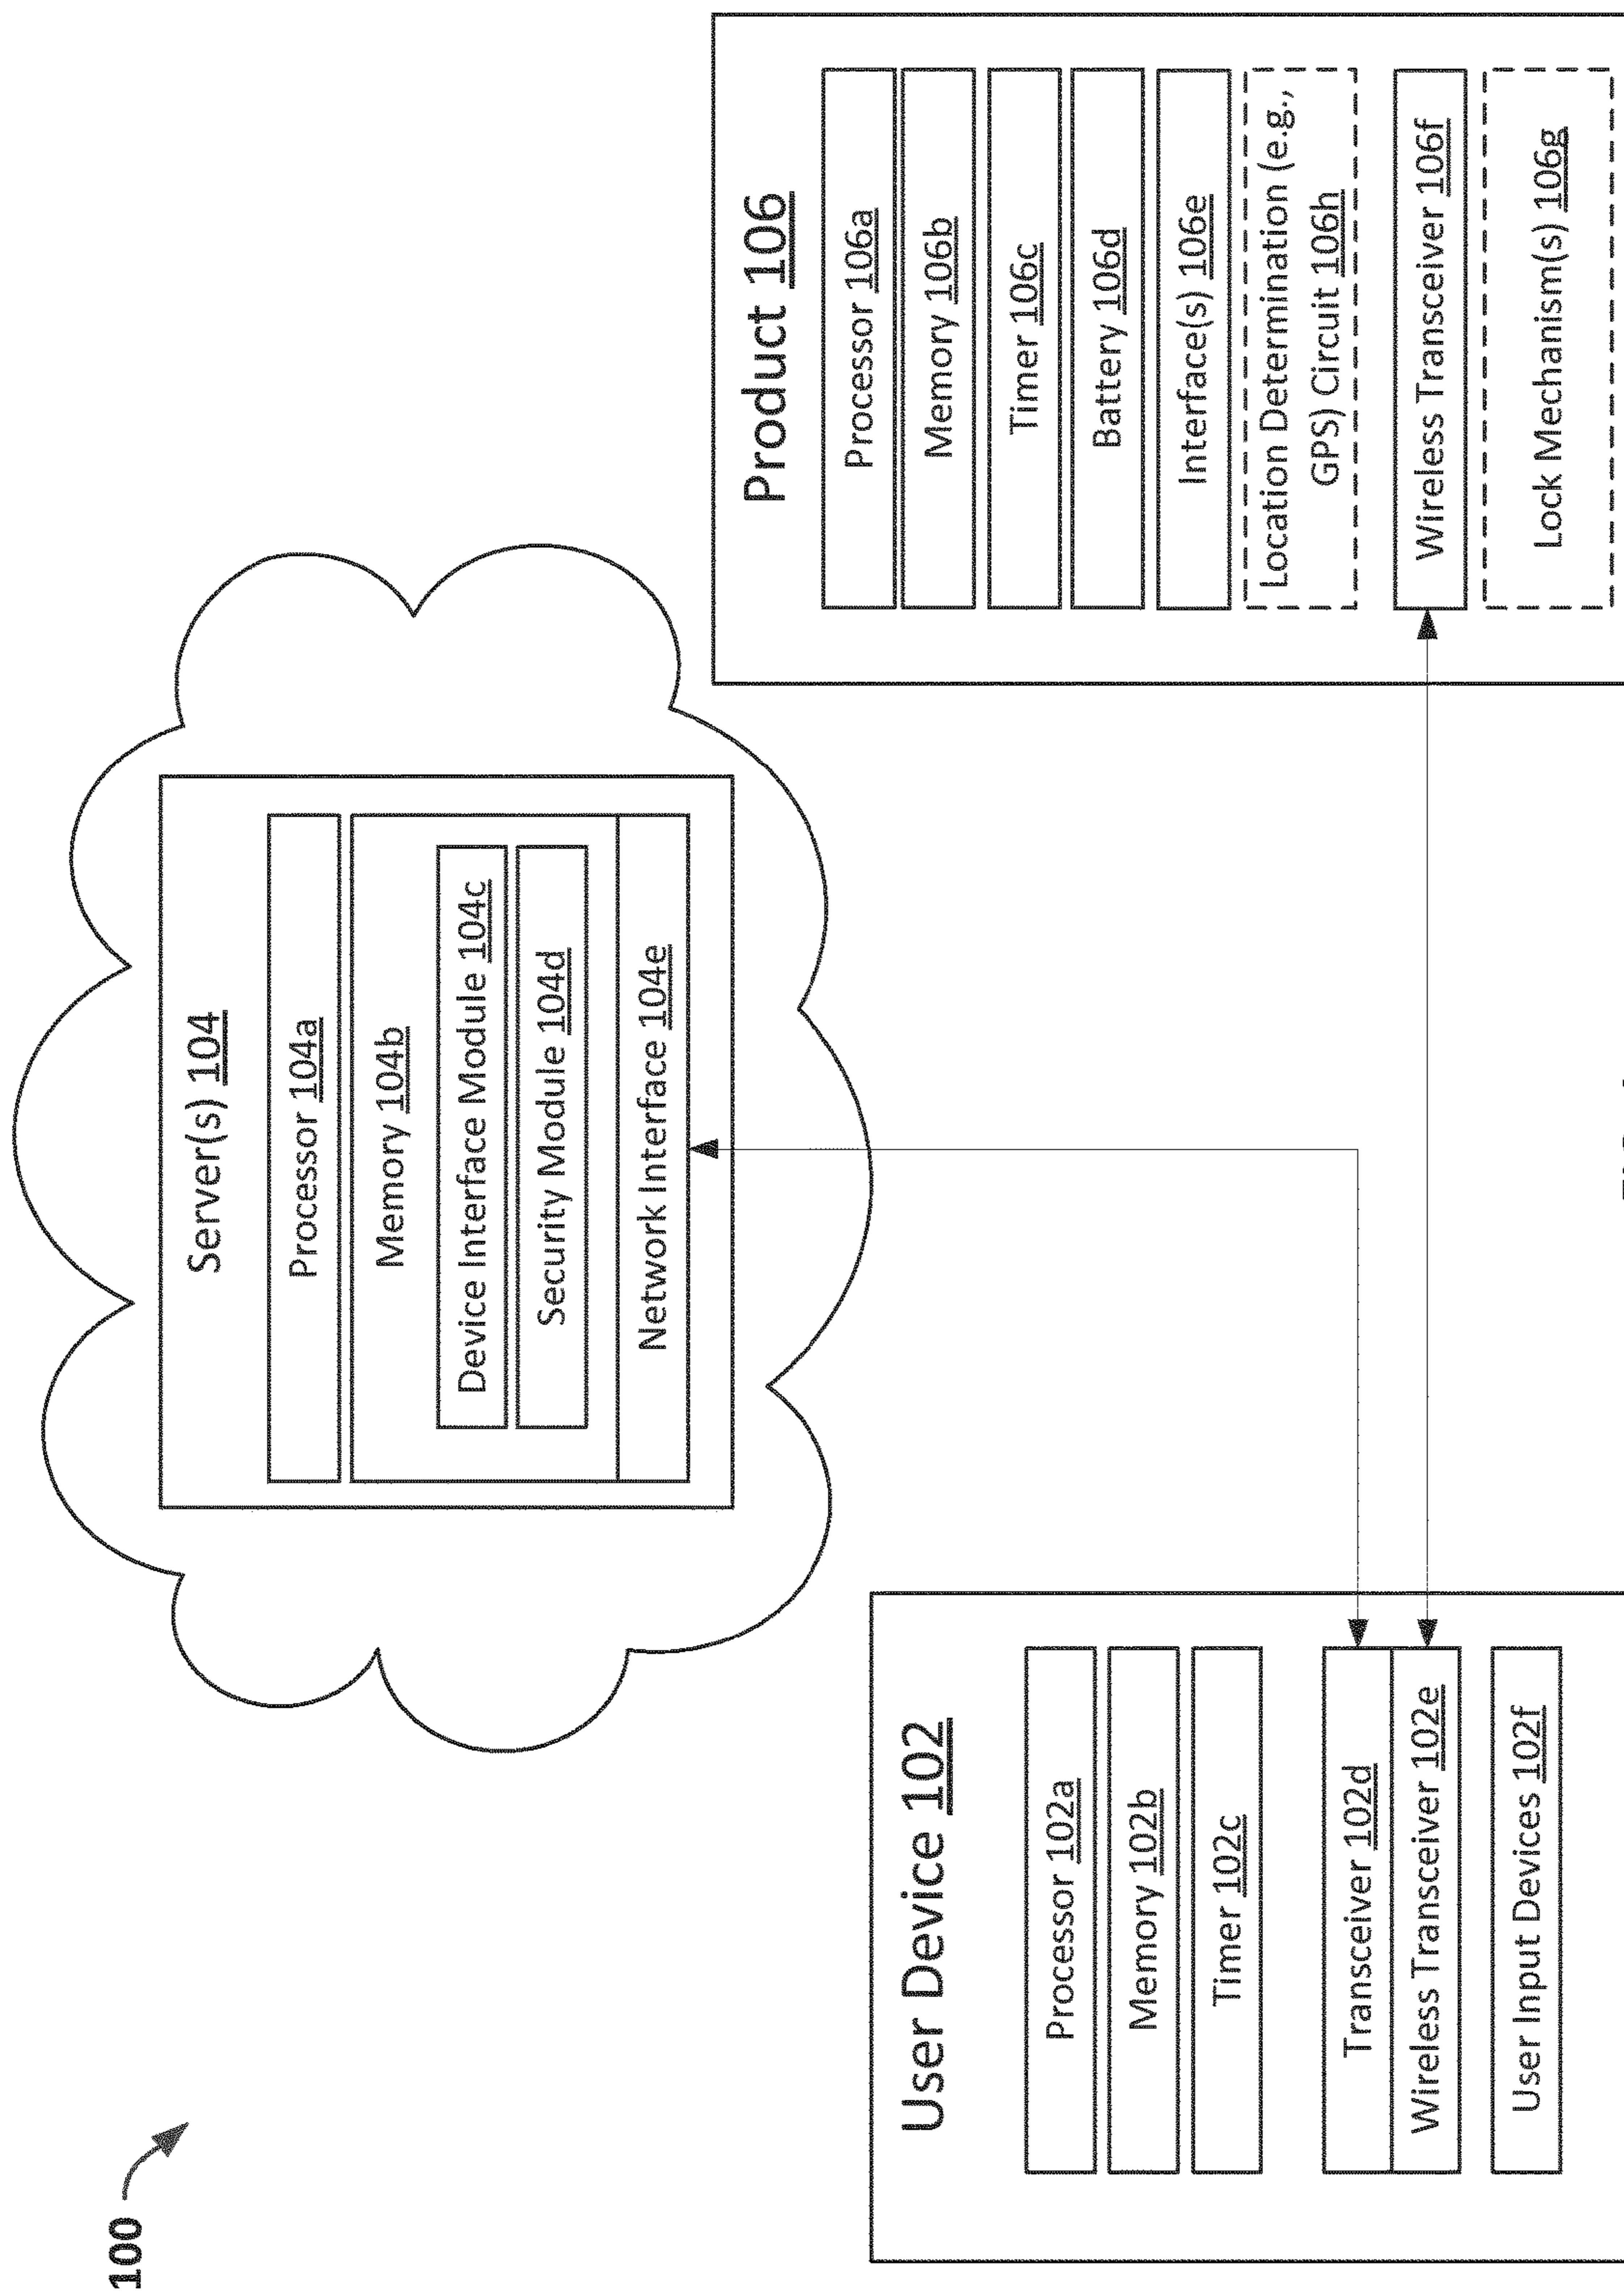 100
Server(s) 104
Processor 104a
Memory 104b
Device Interface Module 104c
Security Module 104d
Network Interface 104e
User Device 102
Processor 102a
Memory 102b
Timer 102c
Transceiver 102d
Wireless Transceiver 102e
User Input Devices 102f
Product 106
Processor 106a
Memory 106b
Timer 106c
Battery 106d
Interface(s) 106e
Location Determination (e.g.,
GPS) Circuit 106h
Wireless Transceiver 106f
Lock Mechanism(s) 106g